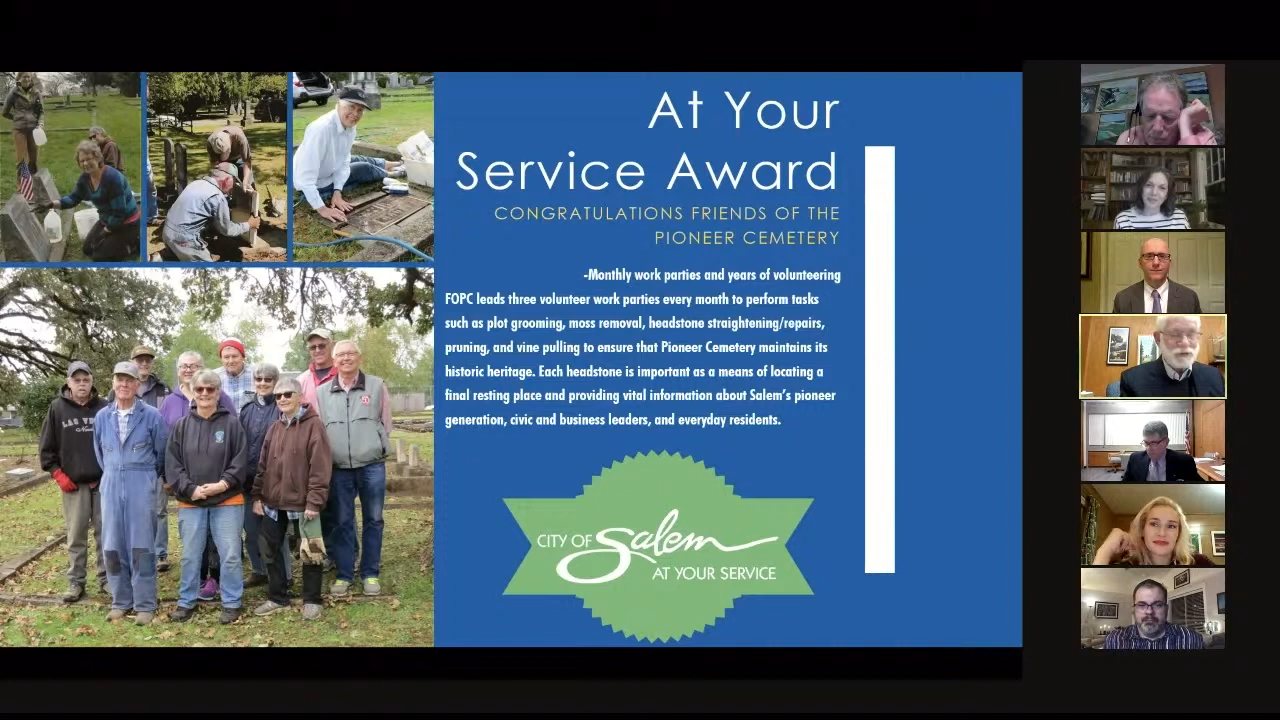 At Your
Service Award
CONGRATULATIONS FRIENDS OF THE
PIONEER CEMETERY
-Monthly work parties and years of volunteering
FOPC leads three volunteer work parties every month to perform tasks
such as plot grooming, moss removal, headstone straightening/repairs,
pruning, and vine pulling to ensure that Pioneer Cemetery maintains its
historic heritage. Each headstone is important as a means of locating a
final resting place and providing vital information about Salem's pioneer
generation, civic and business leaders, and everyday residents.
CITY OF Salem
AT YOUR SERVICE